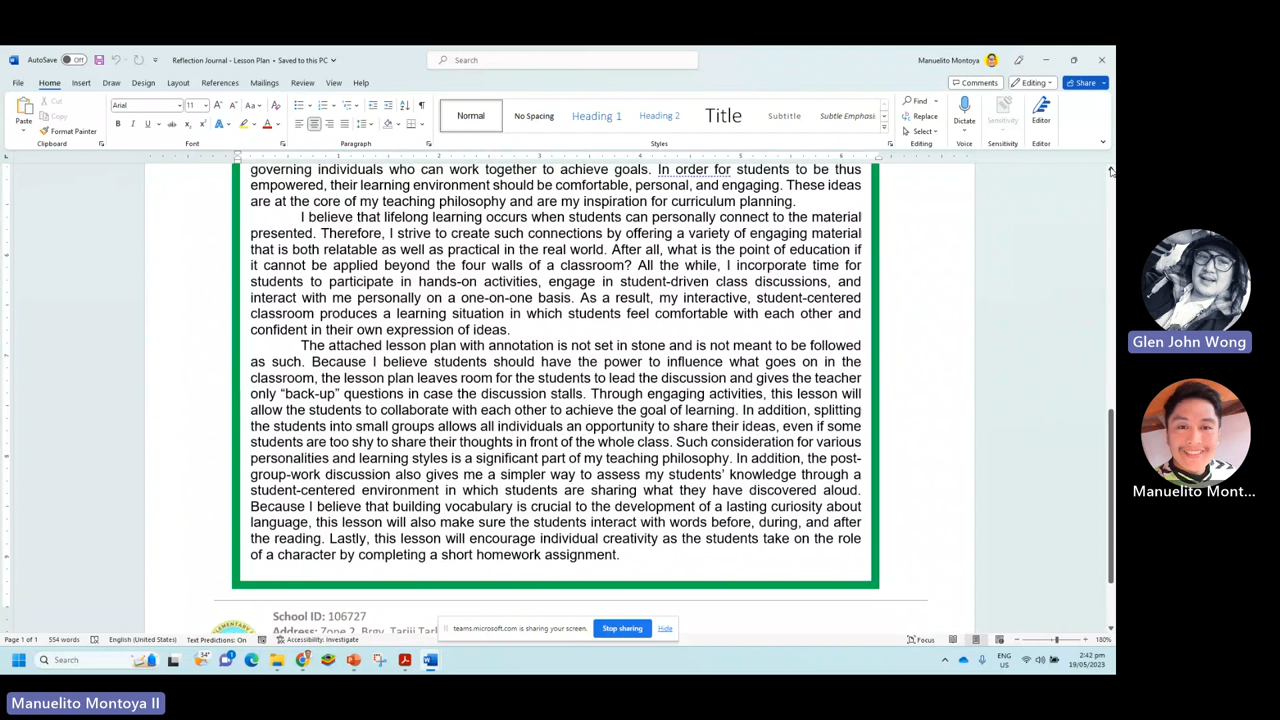 AutoSave Off
Reflection Journal - Lesson Plan • Saved to this PC
Search
Manuelito Montoya
File Home Insert Draw Design Layout References Mailings Review View Help
Comments
Editing
Share
Paste
Cut
Copy
Format Painter
Arial
11
Normal
No Spacing
Heading 1
Heading 2
Title
Subtitle
Subtle Emphasis
Find
Replace
Select
Dictate
Sensitivity
Editor
Clipboard
Font
Paragraph
Styles
Editing
Voice
Sensitivity
Editor
governing individuals who can work together to achieve goals. In order for students to be thus
empowered, their learning environment should be comfortable, personal, and engaging. These ideas
are at the core of my teaching philosophy and are my inspiration for curriculum planning.
I believe that lifelong learning occurs when students can personally connect to the material
presented. Therefore, I strive to create such connections by offering a variety of engaging material
that is both relatable as well as practical in the real world. After all, what is the point of education if
it cannot be applied beyond the four walls of a classroom? All the while, I incorporate time for
students to participate in hands-on activities, engage in student-driven class discussions, and
interact with me personally on a one-on-one basis. As a result, my interactive, student-centered
classroom produces a learning situation in which students feel comfortable with each other and
confident in their own expression of ideas.
The attached lesson plan with annotation is not set in stone and is not meant to be followed
as such. Because I believe students should have the power to influence what goes on in the
classroom, the lesson plan leaves room for the students to lead the discussion and gives the teacher
only “back-up” questions in case the discussion stalls. Through engaging activities, this lesson will
allow the students to collaborate with each other to achieve the goal of learning. In addition, splitting
the students into small groups allows all individuals an opportunity to share their ideas, even if some
students are too shy to share their thoughts in front of the whole class. Such consideration for various
personalities and learning styles is a significant part of my teaching philosophy. In addition, the post-
group-work discussion also gives me a simpler way to assess my students’ knowledge through a
student-centered environment in which students are sharing what they have discovered aloud.
Because I believe that building vocabulary is crucial to the development of a lasting curiosity about
language, this lesson will also make sure the students interact with words before, during, and after
the reading. Lastly, this lesson will encourage individual creativity as the students take on the role
of a character by completing a short homework assignment.
School ID: 106727
Address: Zone 2, Brgy.
teams.microsoft.com is sharing your screen.
Stop sharing
Hide
Page 1 of 1
554 words
English (United States)
Text Predictions: On
Accessibility: Investigate
Focus
180%
Search
34°
ENG
US
2:42 pm
19/05/2023
Glen John Wong
Manuelito Mont...
Manuelito Montoya II